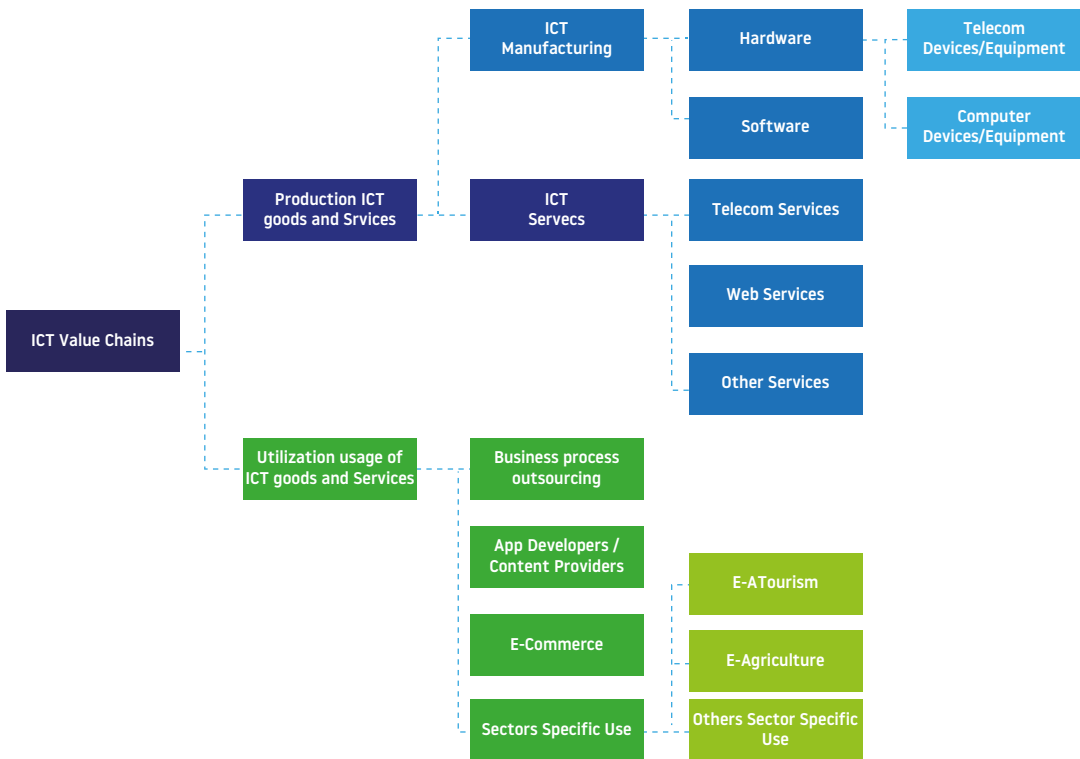 ICT
Manufacturing
Hardware
Telecom
Devices/Equipment
Software
Computer
Devices/Equipment
Production ICT
goods and Srvices
ICT
Servecs
Telecom Services
Web Services
ICT Value Chains
Other Services
Utilization usage of
ICT goods and Services
Business process
outsourcing
App Developers /
Content Providers
E-ATourism
E-Commerce
E-Agriculture
Sectors Specific Use
Others Sector Specific
Use